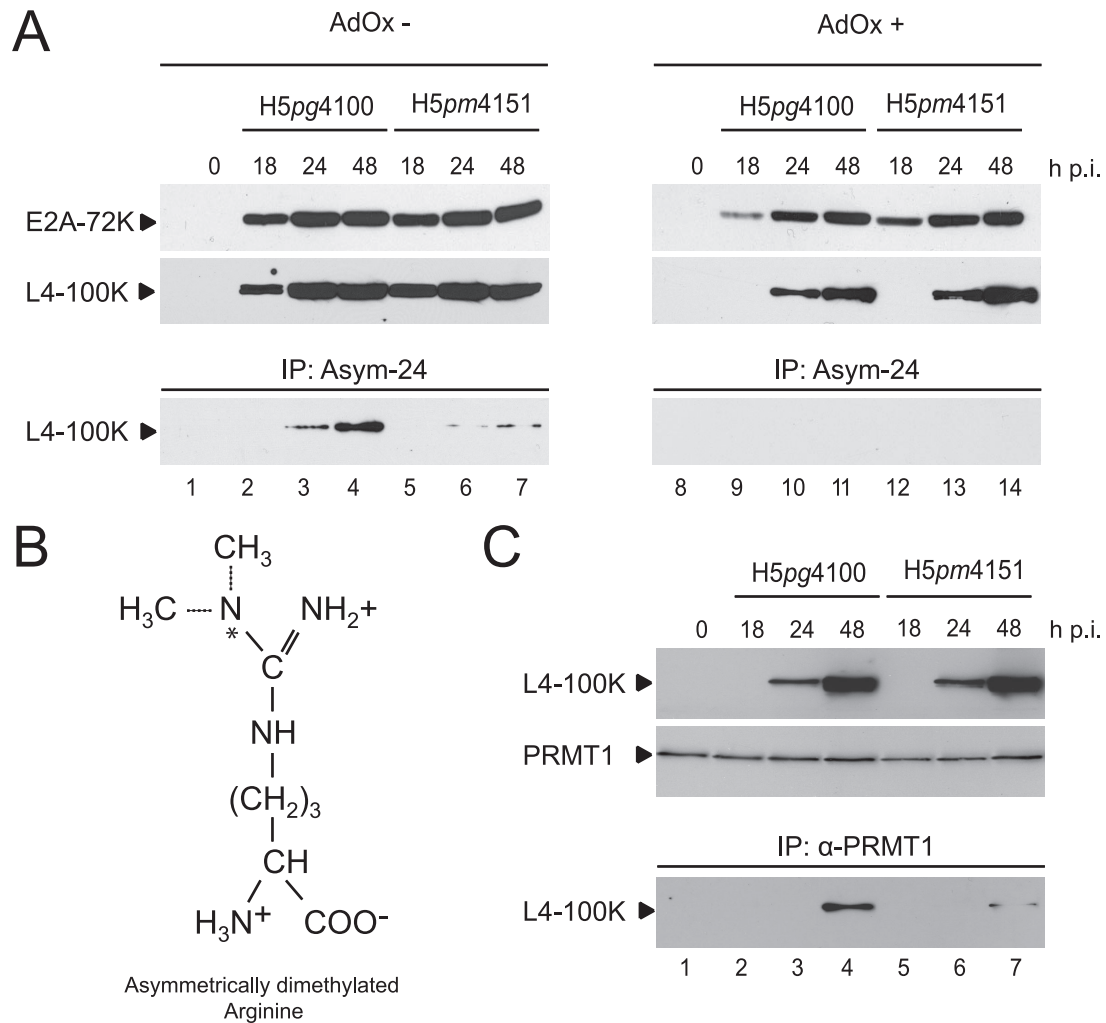 A
AdOx - AdOx +
H5pg4100 H5pm4151 H5pg4100 H5pm4151
0 18 24 48 18 24 48 0 18 24 48 18 24 48 h p.i.
E2A-72K
L4-100K
IP: Asym-24 IP: Asym-24
L4-100K
1 2 3 4 5 6 7 8 9 10 11 12 13 14
B
CH3
H3C N NH2+
*
C
NH
(CH2)3
CH
H3N+ COO-
Asymmetrically dimethylated
Arginine
C
H5pg4100 H5pm4151
0 18 24 48 18 24 48 h p.i.
L4-100K
PRMT1
IP: α-PRMT1
L4-100K
1 2 3 4 5 6 7